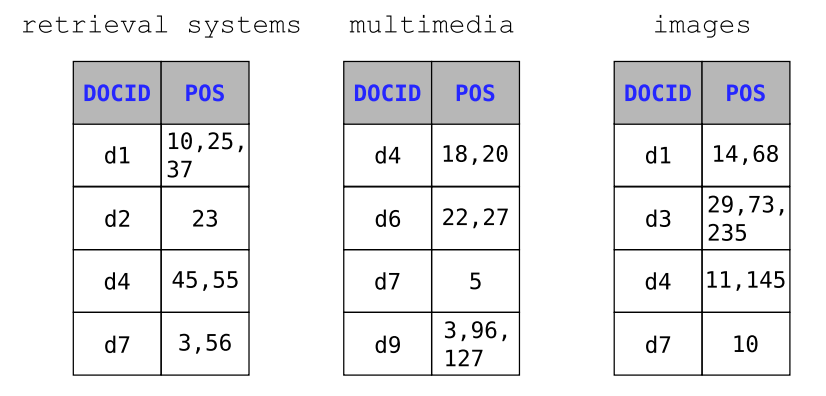 retrieval systems
DOCID POS
d1 10,25,
37
d2 23
d4 45,55
d7 3,56
multimedia
DOCID POS
d4 18,20
d6 22,27
d7 5
d9 3,96,
127
images
DOCID POS
d1 14,68
d3 29,73,
235
d4 11,145
d7 10